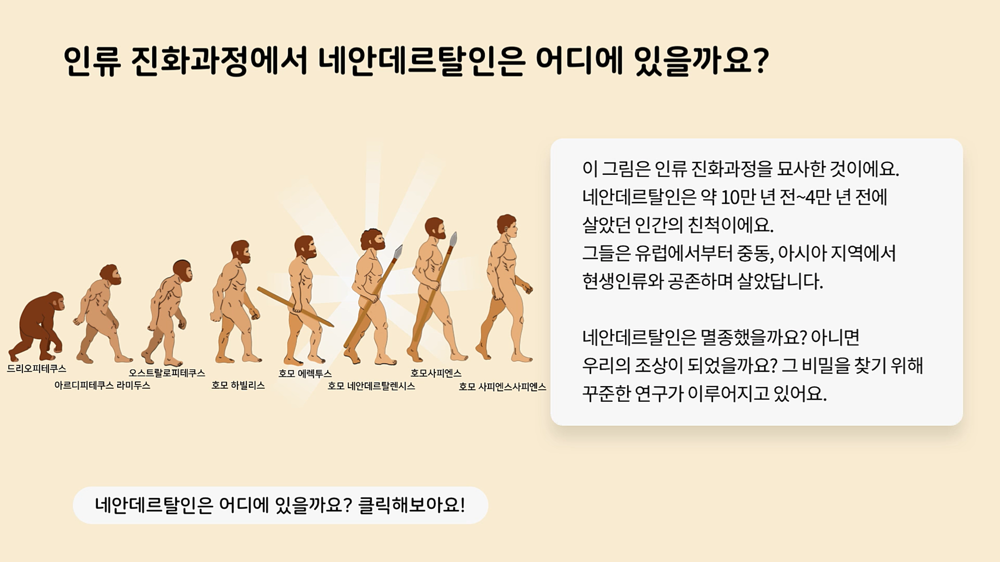 인류 진화과정에서 네안데르탈인은 어디에 있을까요?
드리오피테쿠스
아르디피테쿠스 라미두스
오스트랄로피테쿠스
호모 하빌리스
호모 에렉투스
호모 네안데르탈렌시스
호모사피엔스
호모 사피엔스사피엔스
이 그림은 인류 진화과정을 묘사한 것이에요.
네안데르탈인은 약 10만 년 전~4만 년 전에
살았던 인간의 친척이에요.
그들은 유럽에서부터 중동, 아시아 지역에서
현생인류와 공존하며 살았답니다.
네안데르탈인은 멸종했을까요? 아니면
우리의 조상이 되었을까요? 그 비밀을 찾기 위해
꾸준한 연구가 이루어지고 있어요.
네안데르탈인은 어디에 있을까요? 클릭해보아요!